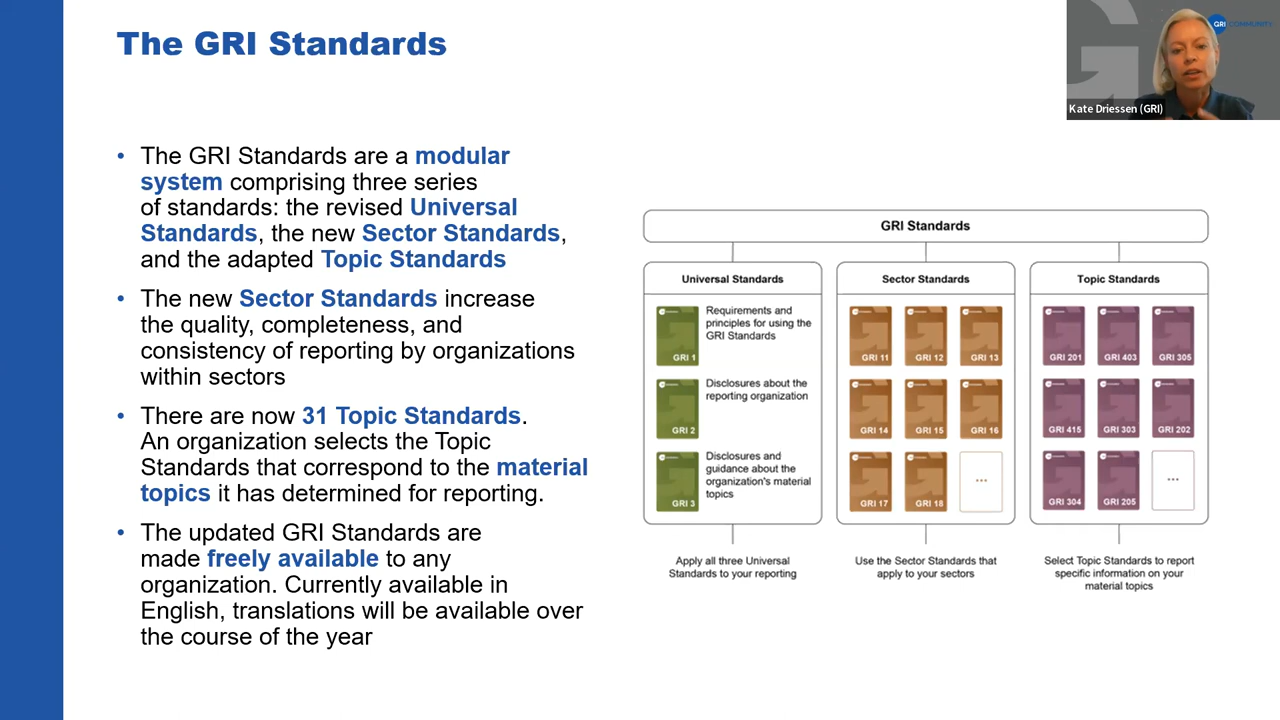 The GRI Standards
GRI COMMUNITY
Kate Driessen (GRI)
• The GRI Standards are a modular
system comprising three series
of standards: the revised Universal
Standards, the new Sector Standards,
and the adapted Topic Standards
• The new Sector Standards increase
the quality, completeness, and
consistency of reporting by organizations
within sectors
• There are now 31 Topic Standards.
An organization selects the Topic
Standards that correspond to the material
topics it has determined for reporting.
• The updated GRI Standards are
made freely available to any
organization. Currently available in
English, translations will be available over
the course of the year
GRI Standards
Universal Standards
GRI 1
Requirements and
principles for using the
GRI Standards
GRI 2
Disclosures about the
reporting organization
GRI 3
Disclosures and
guidance about the
organization's material
topics
Apply all three Universal
Standards to your reporting
Sector Standards
GRI 11 GRI 12 GRI 13
GRI 14 GRI 15 GRI 16
GRI 17 GRI 18 ...
Use the Sector Standards that
apply to your sectors
Topic Standards
GRI 201 GRI 403 GRI 305
GRI 415 GRI 303 GRI 202
GRI 304 GRI 205 ...
Select Topic Standards to report
specific information on your
material topics